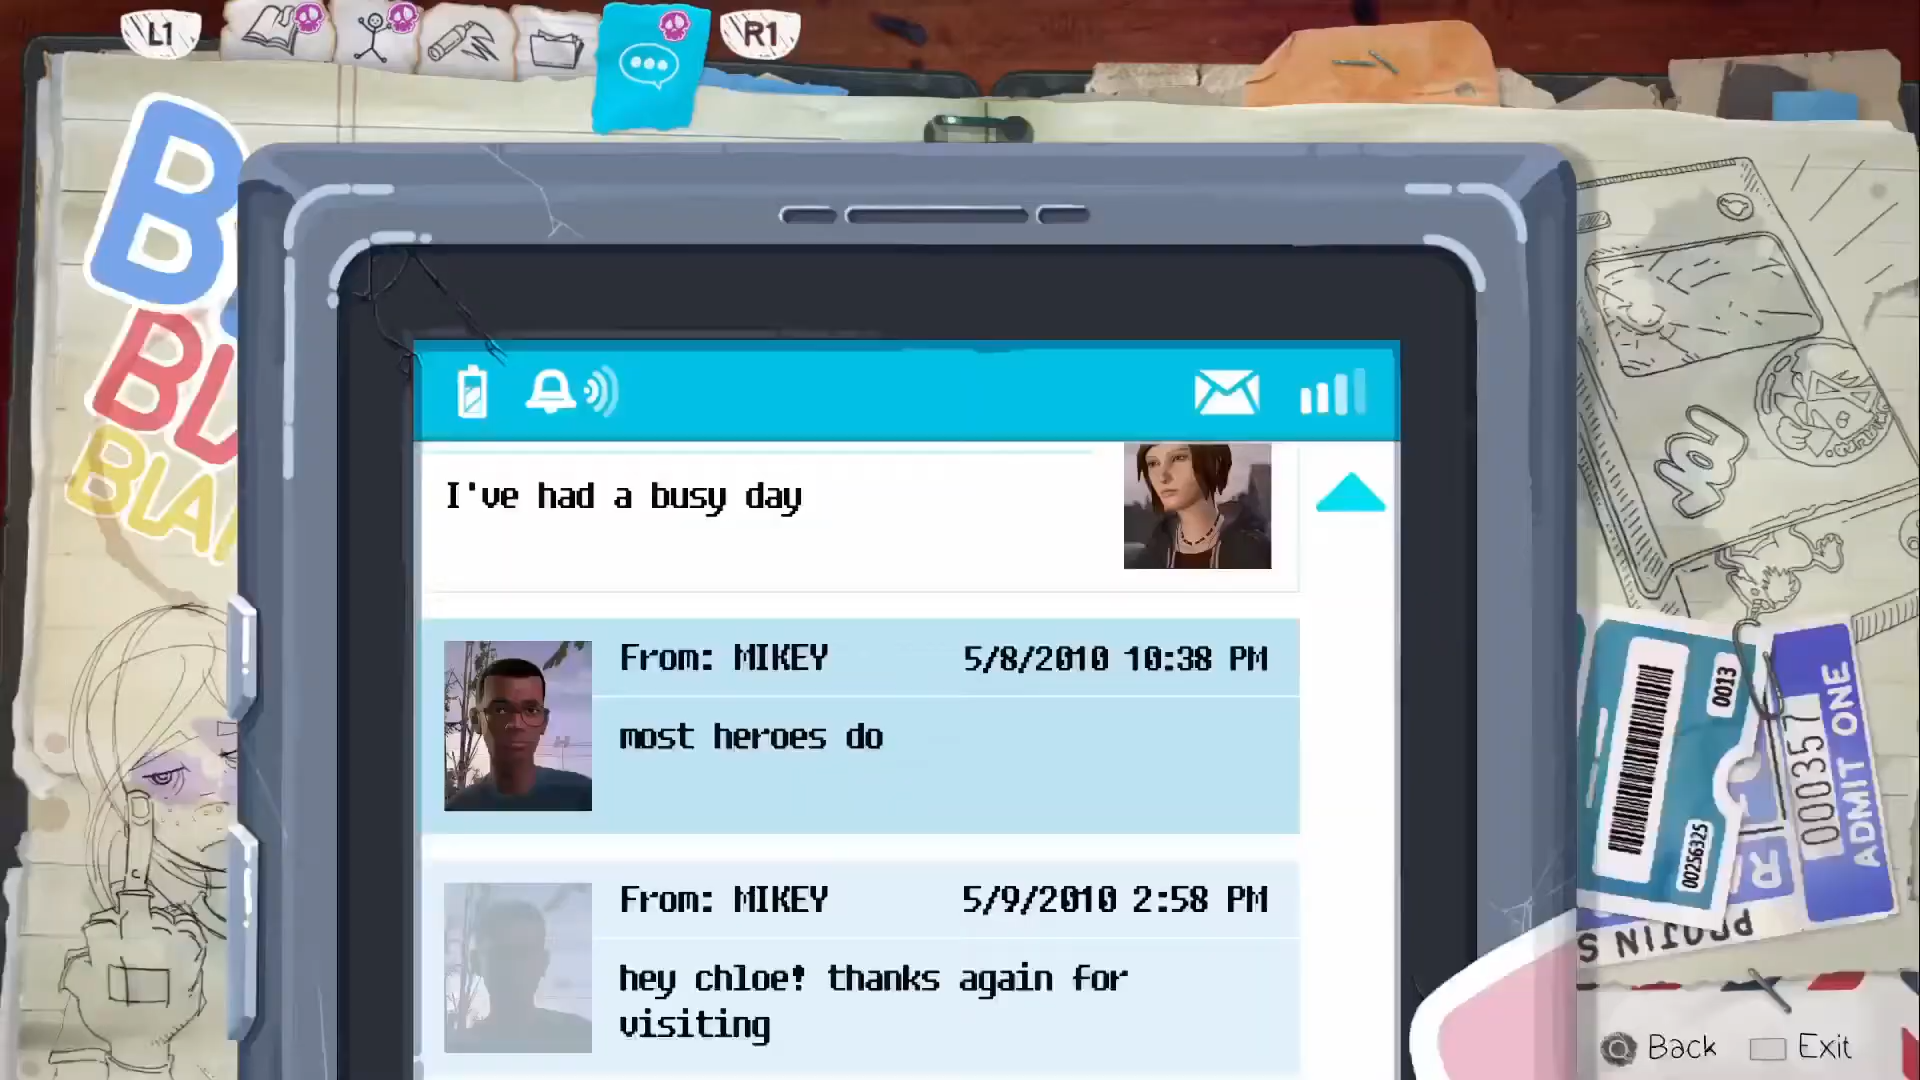 L1
R1
BLA
BLA
I've had a busy day
From: MIKEY 5/8/2010 10:38 PM
most heroes do
From: MIKEY 5/9/2010 2:58 PM
hey chloe! thanks again for
visiting
0013
00256325
000357
ADMIT ONE
Back
Exit